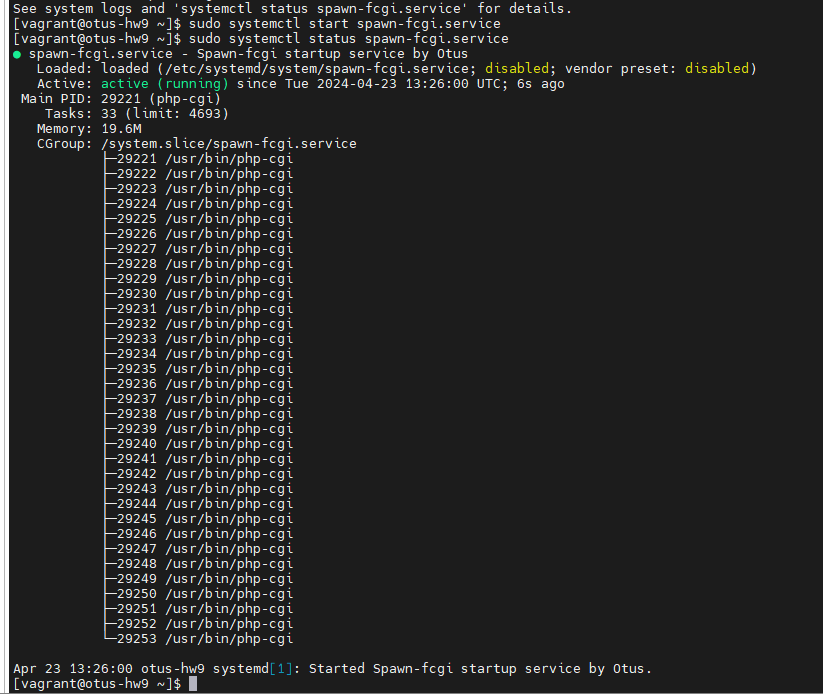 See system logs and 'systemctl status spawn-fcgi.service' for details.
[vagrant@otus-hw9 ~]$ sudo systemctl start spawn-fcgi.service
[vagrant@otus-hw9 ~]$ sudo systemctl status spawn-fcgi.service
● spawn-fcgi.service - Spawn-fcgi startup service by Otus
   Loaded: loaded (/etc/systemd/system/spawn-fcgi.service; disabled; vendor preset: disabled)
   Active: active (running) since Tue 2024-04-23 13:26:00 UTC; 6s ago
 Main PID: 29221 (php-cgi)
    Tasks: 33 (limit: 4693)
   Memory: 19.6M
   CGroup: /system.slice/spawn-fcgi.service
           ├─29221 /usr/bin/php-cgi
           ├─29222 /usr/bin/php-cgi
           ├─29223 /usr/bin/php-cgi
           ├─29224 /usr/bin/php-cgi
           ├─29225 /usr/bin/php-cgi
           ├─29226 /usr/bin/php-cgi
           ├─29227 /usr/bin/php-cgi
           ├─29228 /usr/bin/php-cgi
           ├─29229 /usr/bin/php-cgi
           ├─29230 /usr/bin/php-cgi
           ├─29231 /usr/bin/php-cgi
           ├─29232 /usr/bin/php-cgi
           ├─29233 /usr/bin/php-cgi
           ├─29234 /usr/bin/php-cgi
           ├─29235 /usr/bin/php-cgi
           ├─29236 /usr/bin/php-cgi
           ├─29237 /usr/bin/php-cgi
           ├─29238 /usr/bin/php-cgi
           ├─29239 /usr/bin/php-cgi
           ├─29240 /usr/bin/php-cgi
           ├─29241 /usr/bin/php-cgi
           ├─29242 /usr/bin/php-cgi
           ├─29243 /usr/bin/php-cgi
           ├─29244 /usr/bin/php-cgi
           ├─29245 /usr/bin/php-cgi
           ├─29246 /usr/bin/php-cgi
           ├─29247 /usr/bin/php-cgi
           ├─29248 /usr/bin/php-cgi
           ├─29249 /usr/bin/php-cgi
           ├─29250 /usr/bin/php-cgi
           ├─29251 /usr/bin/php-cgi
           ├─29252 /usr/bin/php-cgi
           └─29253 /usr/bin/php-cgi

Apr 23 13:26:00 otus-hw9 systemd[1]: Started Spawn-fcgi startup service by Otus.
[vagrant@otus-hw9 ~]$